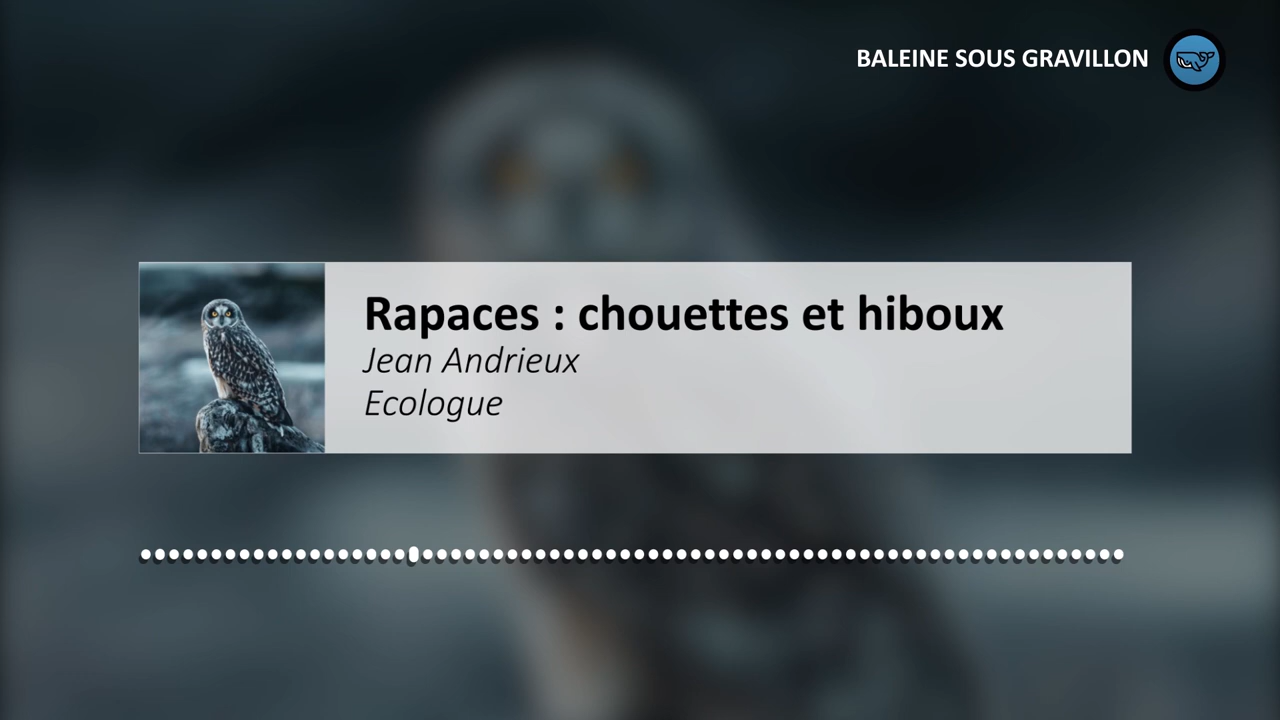 BALEINE SOUS GRAVILLON
Rapaces : chouettes et hiboux
Jean Andrieux
Ecologue